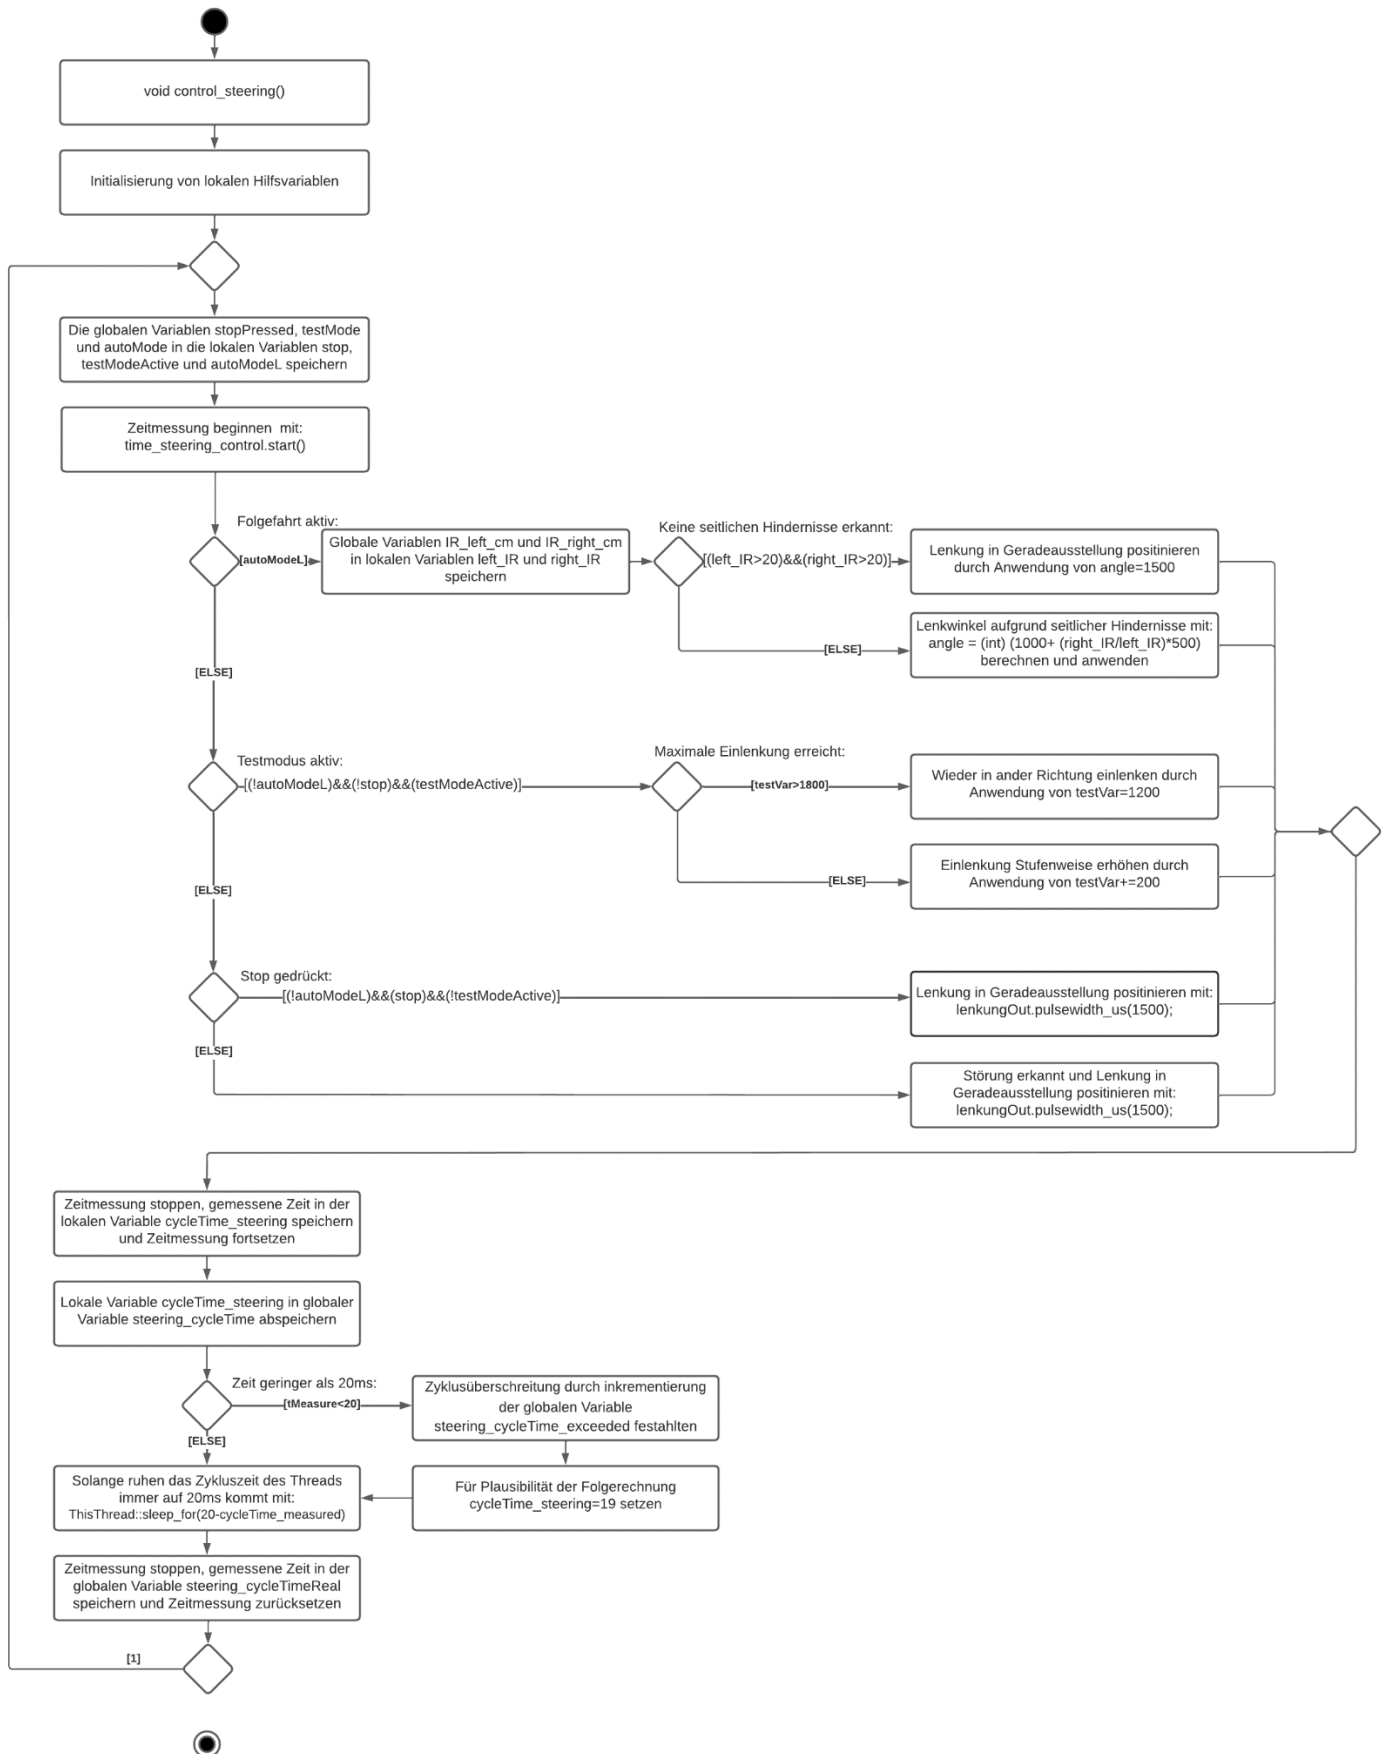 void control_steering()
Initialisierung von lokalen Hilfsvariablen
Die globalen Variablen stopPressed, testMode
und autoMode in die lokalen Variablen stop,
testModeActive und autoModeL speichern
Zeitmessung beginnen  mit:
time_steering_control.start()
Folgefahrt aktiv:
[autoModeL]
Globale Variablen IR_left_cm und IR_right_cm
in lokalen Variablen left_IR und right_IR
speichern
Keine seitlichen Hindernisse erkannt:
[(left_IR>20)&&(right_IR>20)]
Lenkung in Geradeausstellung positinieren
durch Anwendung von angle=1500
[ELSE]
Lenkwinkel aufgrund seitlicher Hindernisse mit:
angle = (int) (1000+ (right_IR/left_IR)*500)
berechnen und anwenden
[ELSE]
Testmodus aktiv:
[(!autoModeL)&&(!stop)&&(testModeActive)]
Maximale Einlenkung erreicht:
[testVar>1800]
Wieder in ander Richtung einlenken durch
Anwendung von testVar=1200
[ELSE]
Einlenkung Stufenweise erhöhen durch
Anwendung von testVar+=200
[ELSE]
Stop gedrückt:
[(!autoModeL)&&(stop)&&(!testModeActive)]
Lenkung in Geradeausstellung positinieren mit:
lenkungOut.pulsewidth_us(1500);
[ELSE]
Störung erkannt und Lenkung in
Geradeausstellung positinieren mit:
lenkungOut.pulsewidth_us(1500);
Zeitmessung stoppen, gemessene Zeit in der
lokalen Variable cycleTime_steering speichern
und Zeitmessung fortsetzen
Lokale Variable cycleTime_steering in globaler
Variable steering_cycleTime abspeichern
Zeit geringer als 20ms:
[tMeasure<20]
Zyklusüberschreitung durch inkrementierung
der globalen Variable
steering_cycleTime_exceeded festahlten
[ELSE]
Solange ruhen das Zykluszeit des Threads
immer auf 20ms kommt mit:
ThisThread::sleep_for(20-cycleTime_measured)
Für Plausibilität der Folgerechnung
cycleTime_steering=19 setzen
Zeitmessung stoppen, gemessene Zeit in der
globalen Variable steering_cycleTimeReal
speichern und Zeitmessung zurücksetzen
[1]